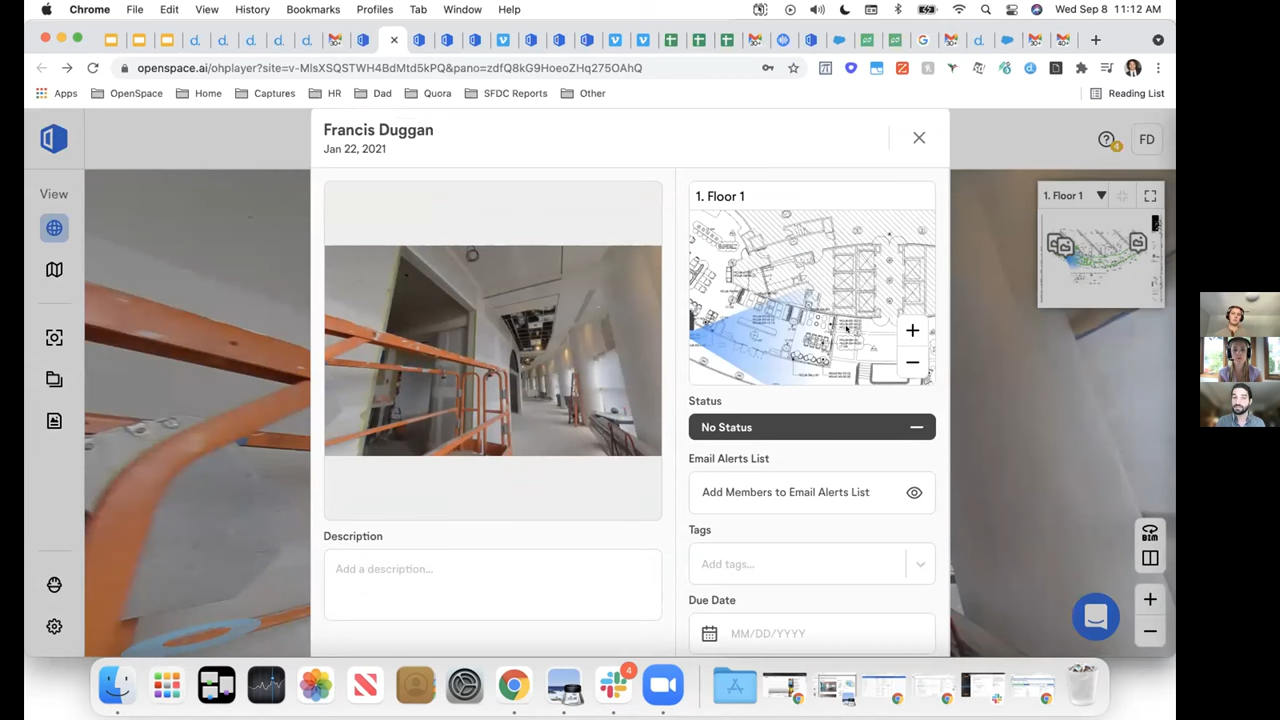 Chrome File Edit View History Bookmarks Profiles Tab Window Help
Wed Sep 8 11:12 AM
openspace.ai/ohplayer?site=v-MlsXSQSTWH4BdMtd5kPQ&pano=zdfQ8kG9HoeoZHq275OAhQ
Apps OpenSpace Home Captures HR Dad Quora SFDC Reports Other Reading List
Francis Duggan
Jan 22, 2021
FD
4
View
1. Floor 1
1. Floor 1
Status
No Status
Email Alerts List
Add Members to Email Alerts List
Description
Add a description...
Tags
Add tags...
Due Date
MM/DD/YYYY
BIM
4